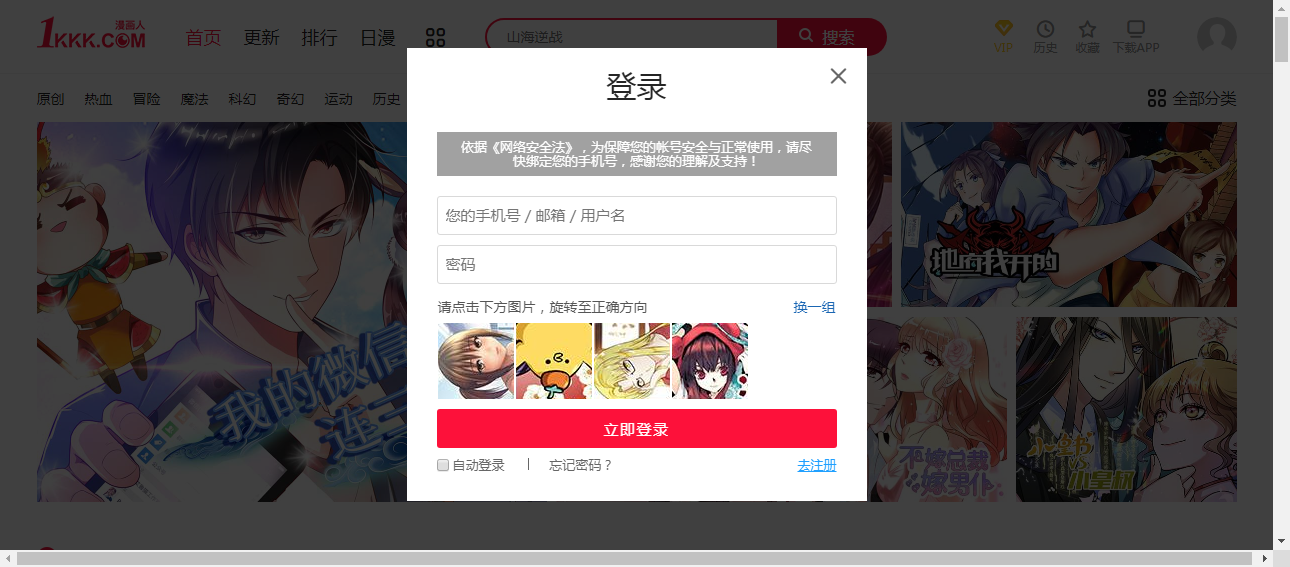 漫画人
1KKK.COM
首页 更新 排行 日漫
山海逆战
搜索
VIP 历史 收藏 下载APP
原创 热血 冒险 魔法 科幻 奇幻 运动 历史
全部分类
登录
依据《网络安全法》，为保障您的帐号安全与正常使用，请尽
快绑定您的手机号，感谢您的理解及支持！
您的手机号 / 邮箱 / 用户名
密码
请点击下方图片，旋转至正确方向 换一组
立即登录
自动登录 | 忘记密码？ 去注册
我的微信
连三界
地府我开的
不嫁总裁
嫁男仆